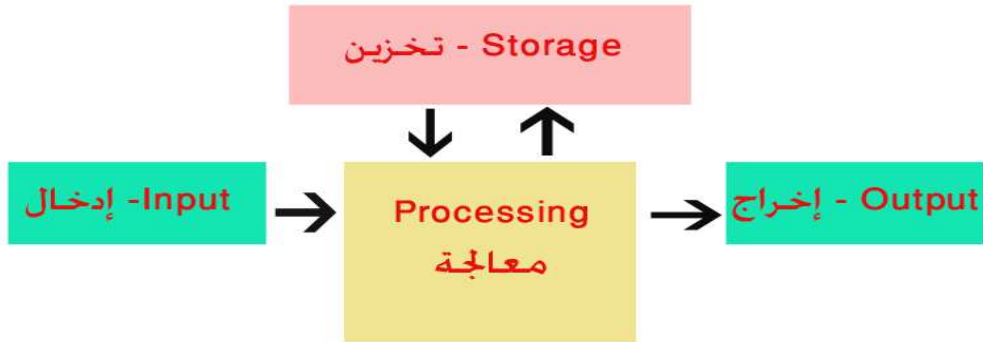 تخزين - Storage
إدخال -Input
Processing
معالجة
إخراج - Output